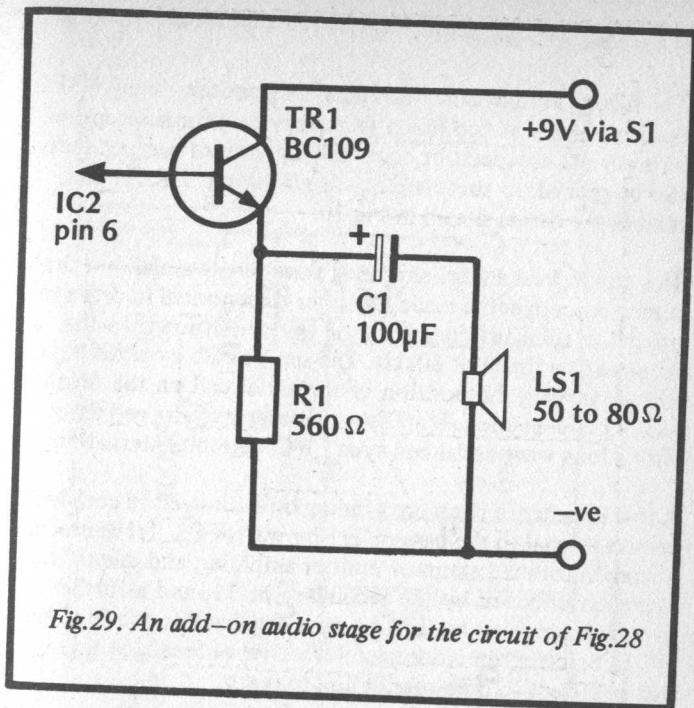 TR1
BC109
+9V via S1
IC2
pin 6
+
C1
100µF
R1
560 Ω
LS1
50 to 80 Ω
–ve
Fig.29. An add–on audio stage for the circuit of Fig.28